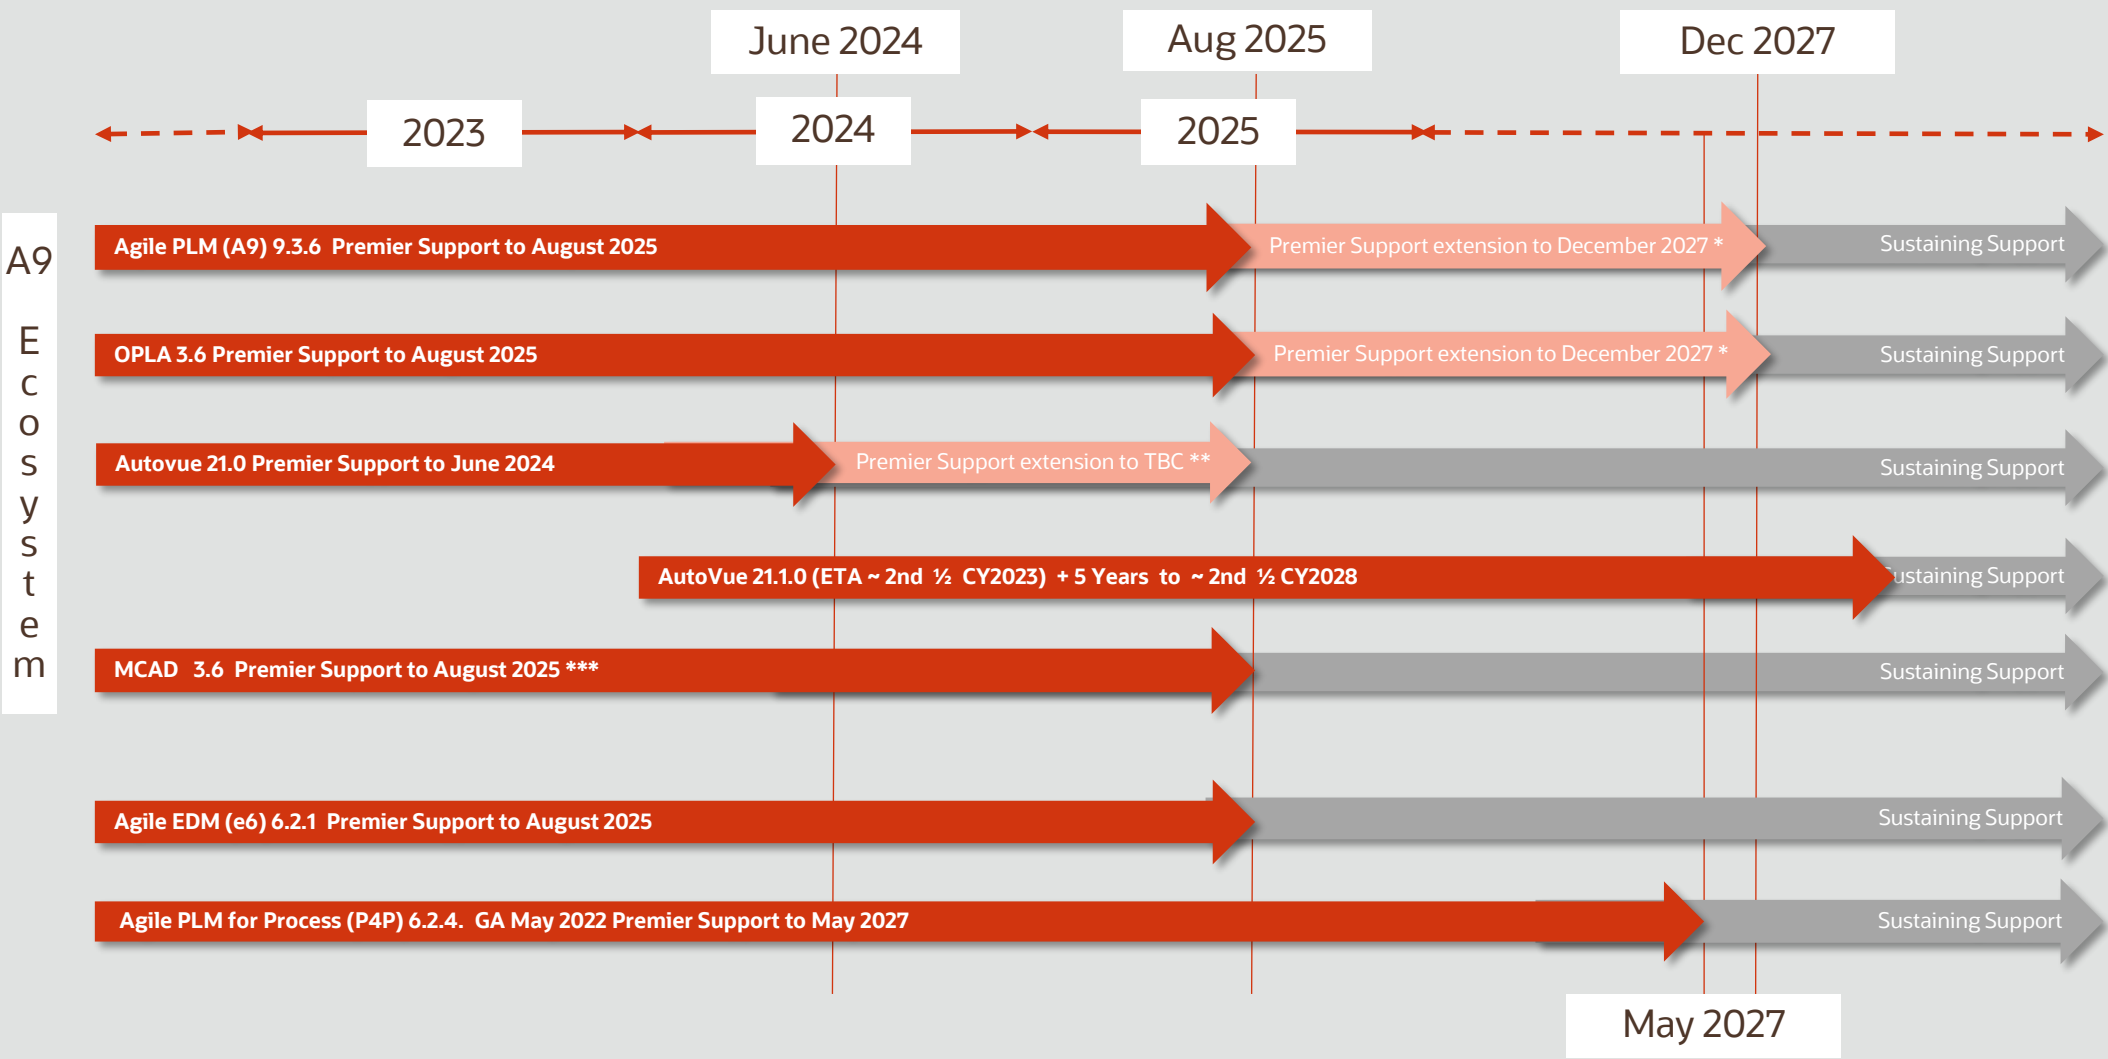 June 2024
Aug 2025
Dec 2027
2023
2024
2025
A9
Ecosystem
Agile PLM (A9) 9.3.6 Premier Support to August 2025
Premier Support extension to December 2027 *
Sustaining Support
OPLA 3.6 Premier Support to August 2025
Premier Support extension to December 2027 *
Sustaining Support
Autovue 21.0 Premier Support to June 2024
Premier Support extension to TBC **
Sustaining Support
AutoVue 21.1.0 (ETA ~ 2nd ½ CY2023) + 5 Years to ~ 2nd ½ CY2028
Sustaining Support
MCAD 3.6 Premier Support to August 2025 ***
Sustaining Support
Agile EDM (e6) 6.2.1 Premier Support to August 2025
Sustaining Support
Agile PLM for Process (P4P) 6.2.4. GA May 2022 Premier Support to May 2027
Sustaining Support
May 2027